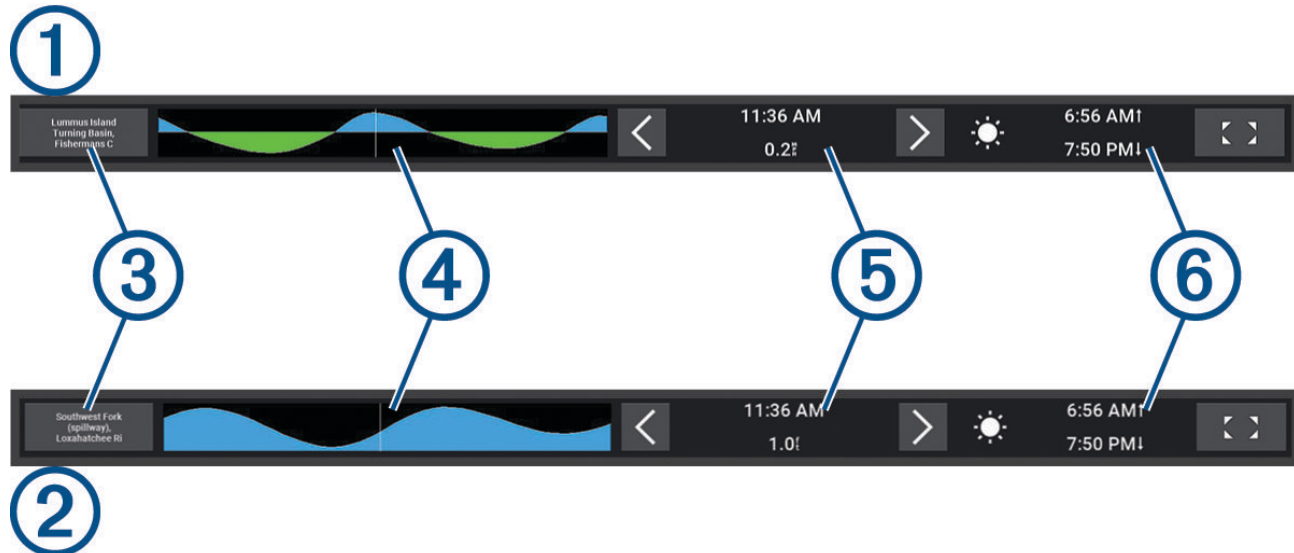 1
Lummus Island
Turning Basin,
Fishermans C
11:36 AM
0.2
6:56 AM↑
7:50 PM↓
3
4
5
6
Southwest Fork
(spillway),
Loxahatchee Ri
11:36 AM
1.0
6:56 AM↑
7:50 PM↓
2